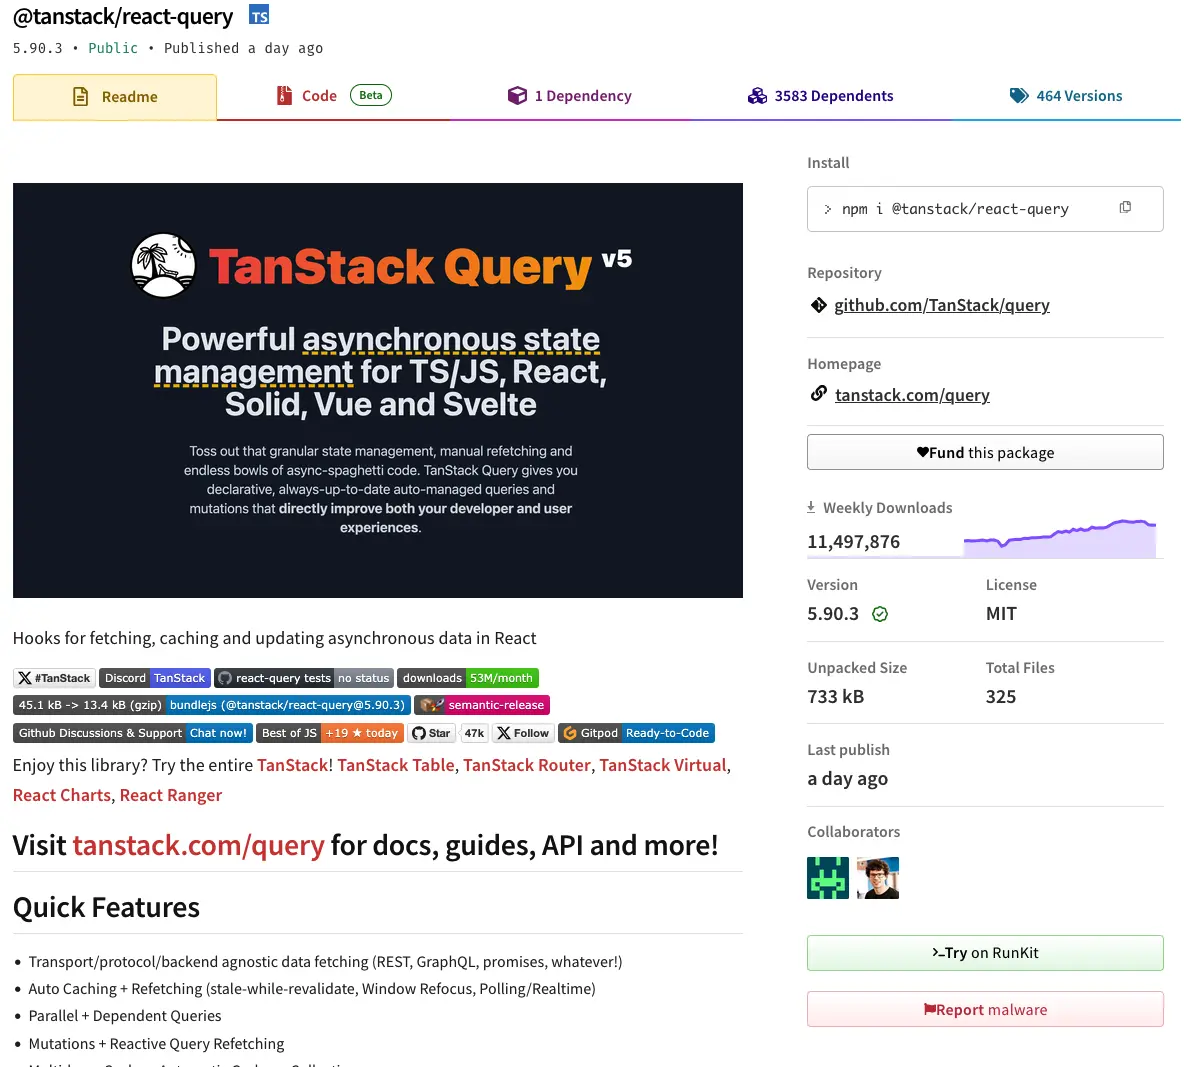 @tanstack/react-query TS
5.90.3 • Public • Published a day ago
Readme
Code Beta
1 Dependency
3583 Dependents
464 Versions
TanStack Query v5
Powerful asynchronous state
management for TS/JS, React,
Solid, Vue and Svelte
Toss out that granular state management, manual refetching and
endless bowls of async-spaghetti code. TanStack Query gives you
declarative, always-up-to-date auto-managed queries and
mutations that directly improve both your developer and user
experiences.
Hooks for fetching, caching and updating asynchronous data in React
#TanStack Discord TanStack react-query tests no status downloads 53M/month
45.1 kB -> 13.4 kB (gzip) bundlejs (@tanstack/react-query@5.90.3) semantic-release
Github Discussions & Support Chat now! Best of JS +19 ★ today Star 47k Follow Gitpod Ready-to-Code
Enjoy this library? Try the entire TanStack! TanStack Table, TanStack Router, TanStack Virtual,
React Charts, React Ranger
Visit tanstack.com/query for docs, guides, API and more!
Quick Features
• Transport/protocol/backend agnostic data fetching (REST, GraphQL, promises, whatever!)
• Auto Caching + Refetching (stale-while-revalidate, Window Refocus, Polling/Realtime)
• Parallel + Dependent Queries
• Mutations + Reactive Query Refetching
Install
> npm i @tanstack/react-query
Repository
github.com/TanStack/query
Homepage
tanstack.com/query
♥Fund this package
Weekly Downloads
11,497,876
Version
5.90.3
License
MIT
Unpacked Size
733 kB
Total Files
325
Last publish
a day ago
Collaborators
Try on RunKit
Report malware